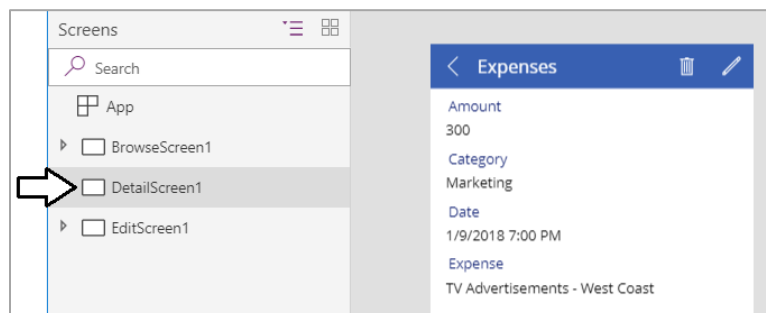 Screens
Search
App
BrowseScreen1
DetailScreen1
EditScreen1
Expenses
Amount
300
Category
Marketing
Date
1/9/2018 7:00 PM
Expense
TV Advertisements - West Coast